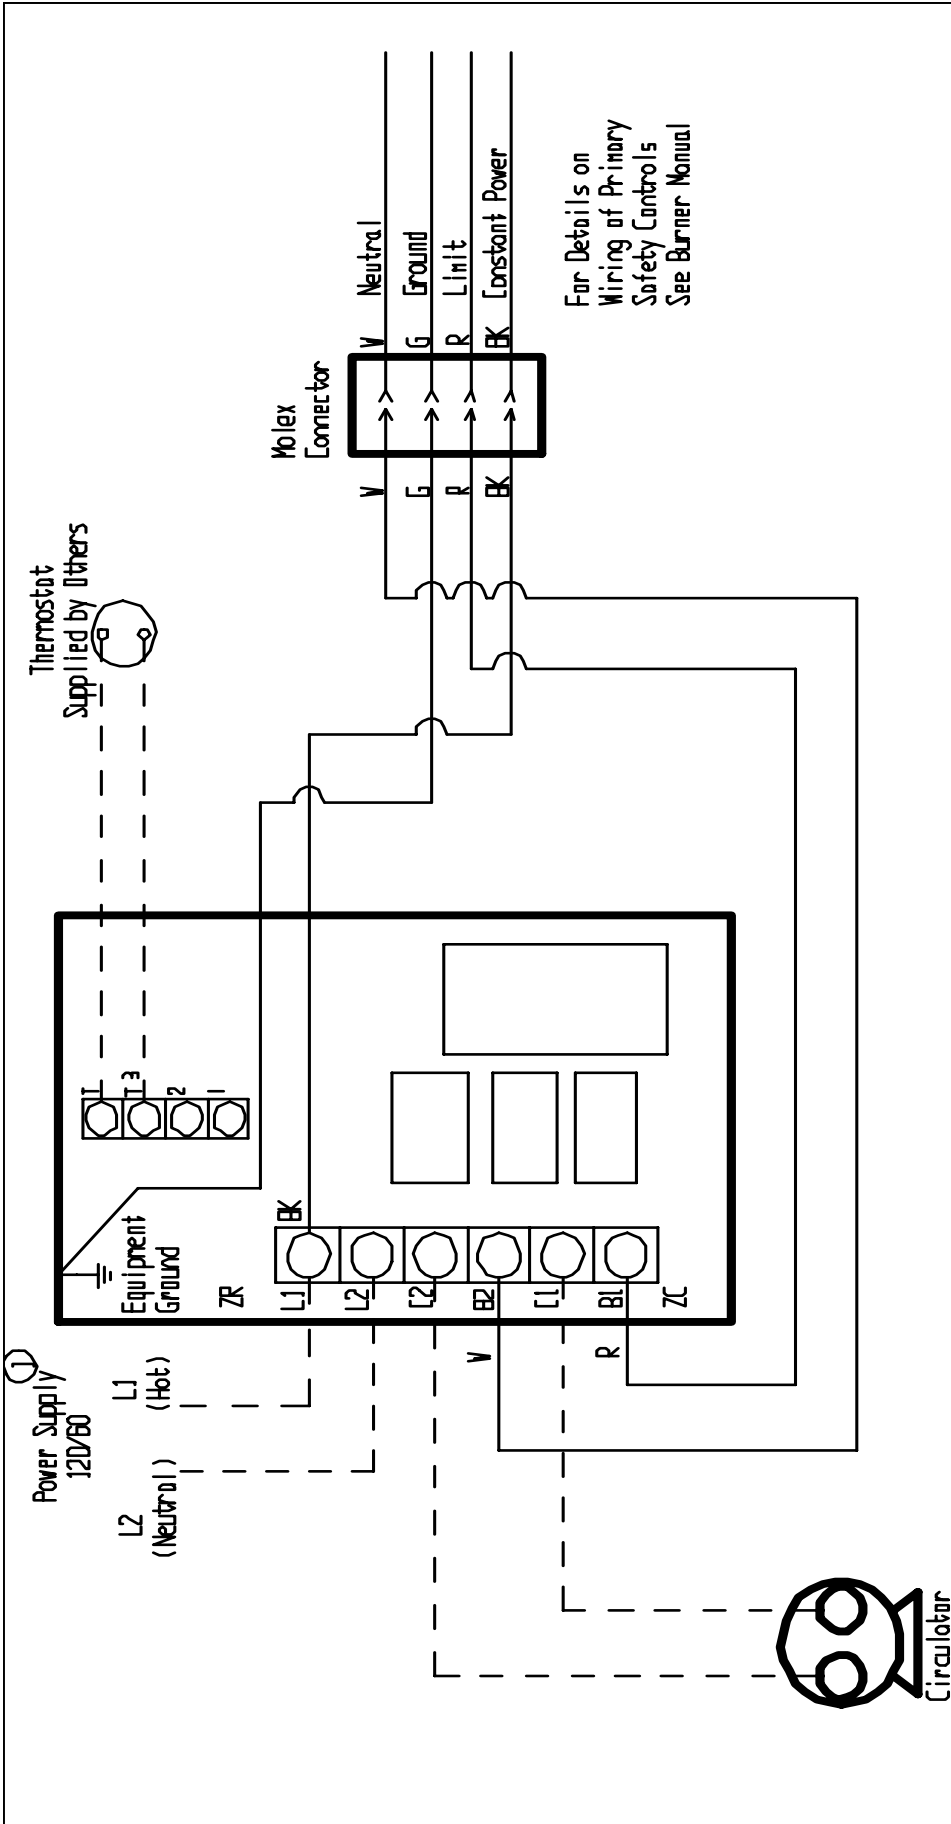 Thermostat
Supplied by Others
Molex
Connector
W
G
R
BK
W
G
R
BK
Neutral
Ground
Limit
Constant Power
For Details on
Wiring of Primary
Safety Controls
See Burner Manual
1
Power Supply
120/60
L1
(Hot)
L2
(Neutral)
Equipment
Ground
T
T
3
2
1
ZR
BK
L1
L2
C2
B2
C1
B1
ZC
W
R
Circulator